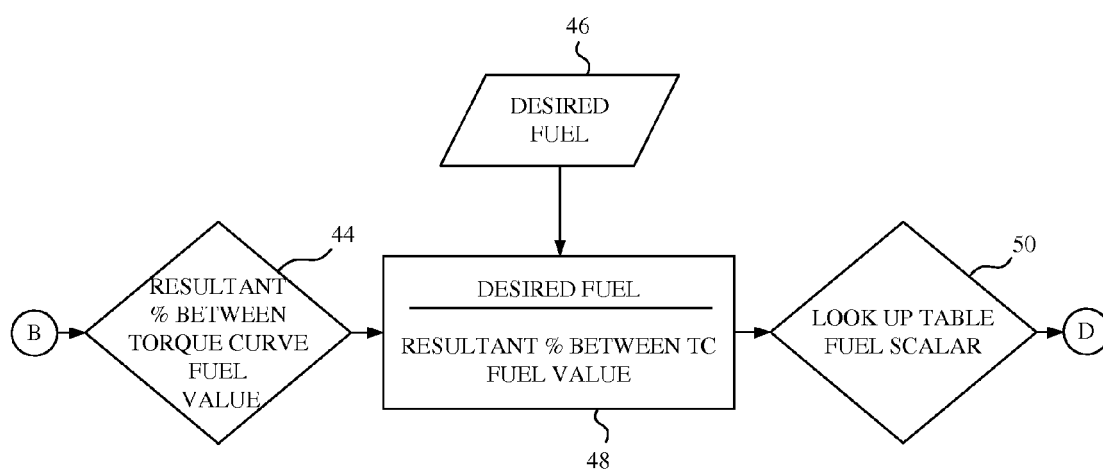 46
DESIRED
FUEL
44
50
B
RESULTANT
% BETWEEN
TORQUE CURVE
FUEL
VALUE
DESIRED FUEL
RESULTANT % BETWEEN TC
FUEL VALUE
LOOK UP TABLE
FUEL SCALAR
D
48